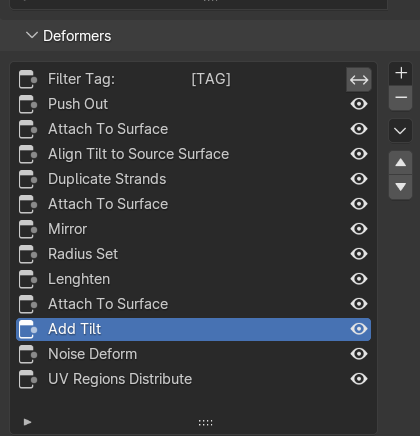 Deformers
Filter Tag: [TAG]
Push Out
Attach To Surface
Align Tilt to Source Surface
Duplicate Strands
Attach To Surface
Mirror
Radius Set
Lenghten
Attach To Surface
Add Tilt
Noise Deform
UV Regions Distribute